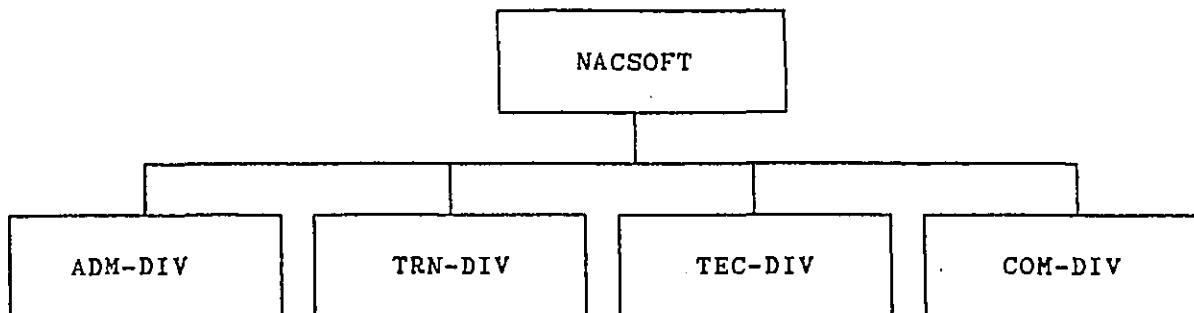 NACSOFT
ADM-DIV
TRN-DIV
TEC-DIV
COM-DIV